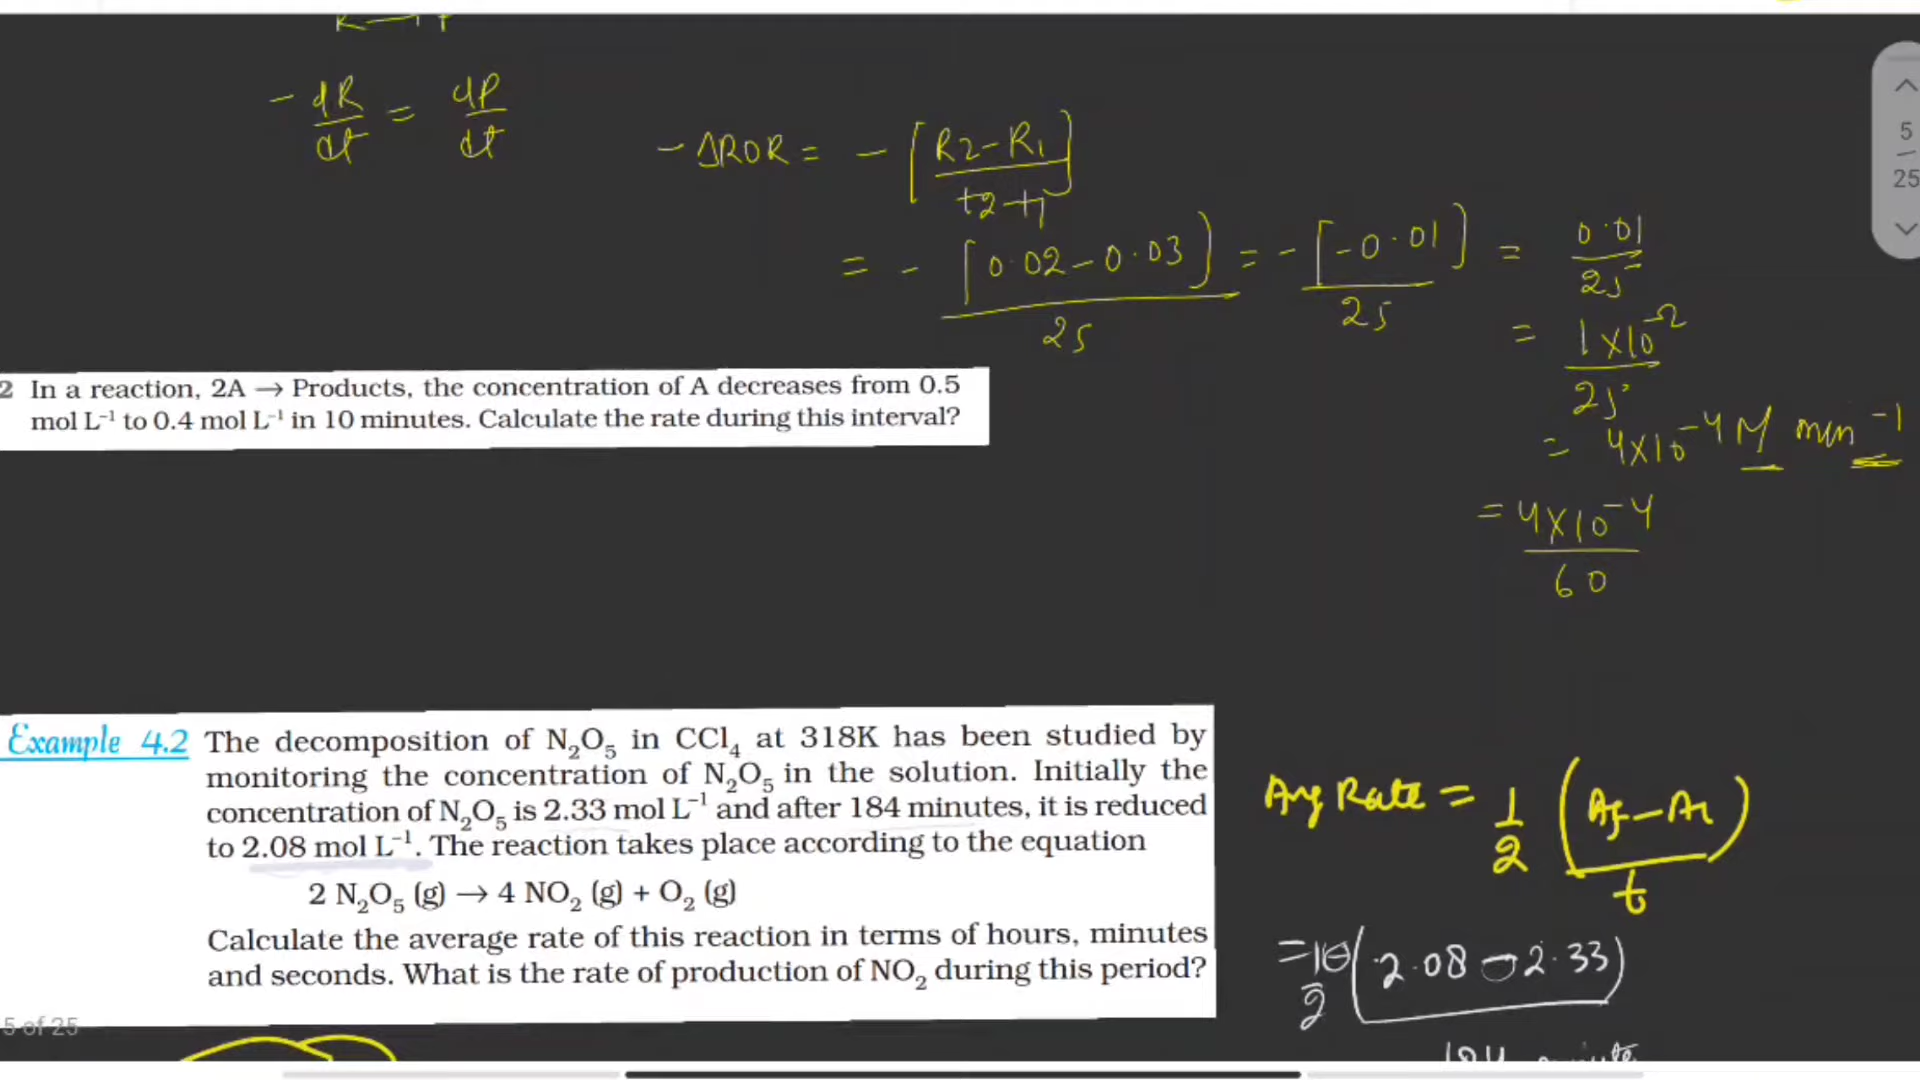 - dR/dt = dP/dt
- ΔROR = - [R2-R1 / t2-t1]
= - [0.02-0.03] / 25 = - [-0.01] / 25 = 0.01 / 25
= 1×10^-2 / 25
2 In a reaction, 2A → Products, the concentration of A decreases from 0.5
mol L⁻¹ to 0.4 mol L⁻¹ in 10 minutes. Calculate the rate during this interval?
= 4×10^-4 M min^-1
= 4×10^-4 / 60
Example 4.2 The decomposition of N₂O₅ in CCl₄ at 318K has been studied by
monitoring the concentration of N₂O₅ in the solution. Initially the
concentration of N₂O₅ is 2.33 mol L⁻¹ and after 184 minutes, it is reduced
to 2.08 mol L⁻¹. The reaction takes place according to the equation
2 N₂O₅ (g) → 4 NO₂ (g) + O₂ (g)
Calculate the average rate of this reaction in terms of hours, minutes
and seconds. What is the rate of production of NO₂ during this period?
Avg Rate = 1/2 (Af-Ai / t)
(2.08 - 2.33)
5 of 25
5
25